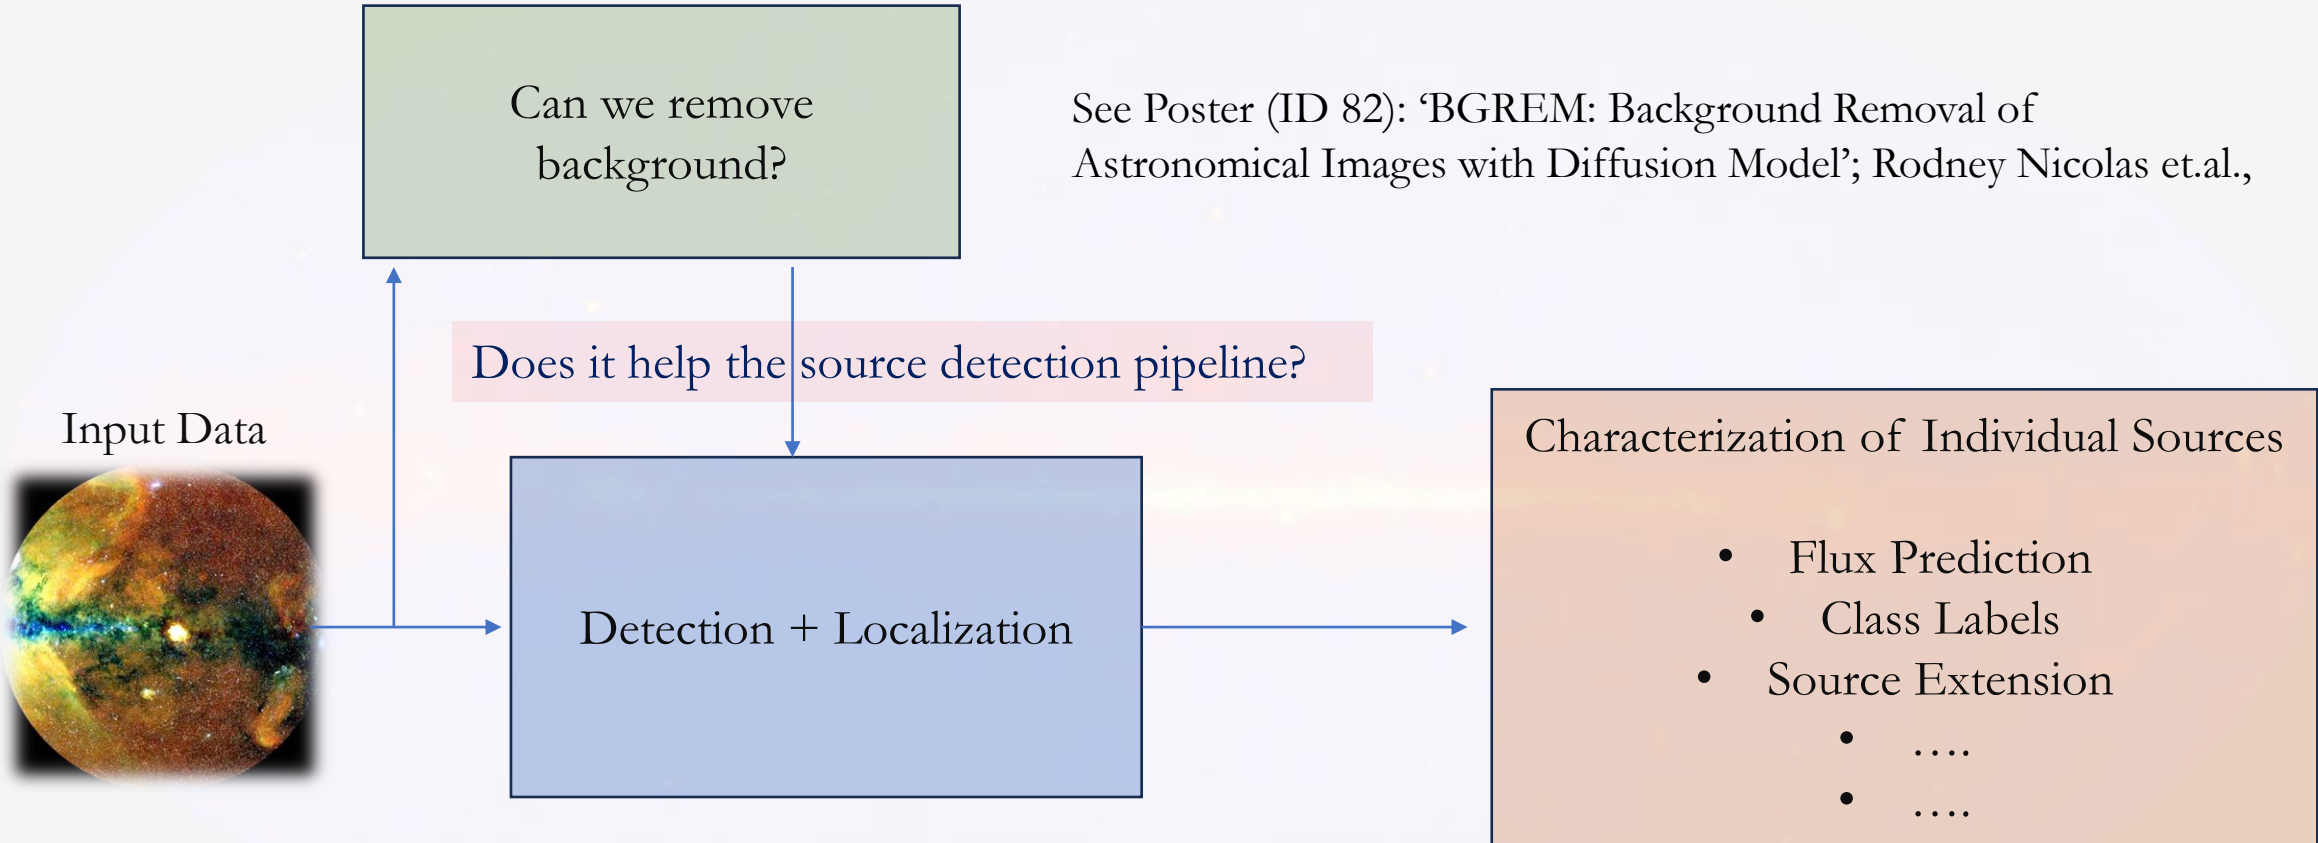 Can we remove
background?
See Poster (ID 82): ‘BGREM: Background Removal of
Astronomical Images with Diffusion Model’; Rodney Nicolas et.al.,
Does it help the source detection pipeline?
Input Data
Detection + Localization
Characterization of Individual Sources
• Flux Prediction
• Class Labels
• Source Extension
• ….
• ….